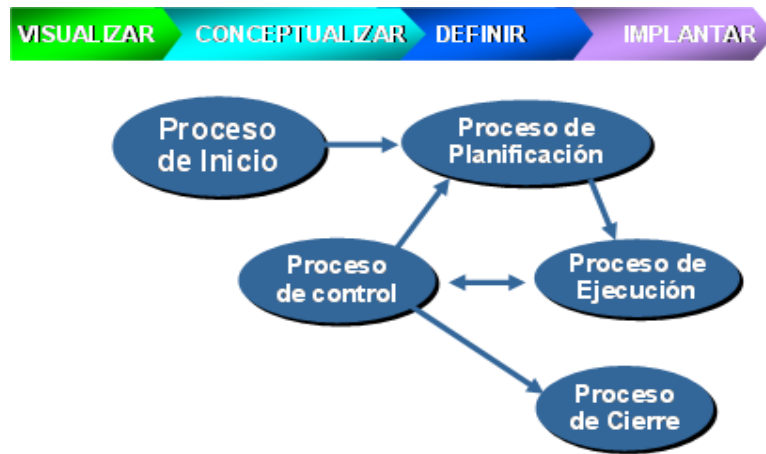 VISUALIZAR CONCEPTUALIZAR DEFINIR IMPLANTAR
Proceso
de Inicio
Proceso de
Planificación
Proceso
de control
Proceso de
Ejecución
Proceso
de Cierre